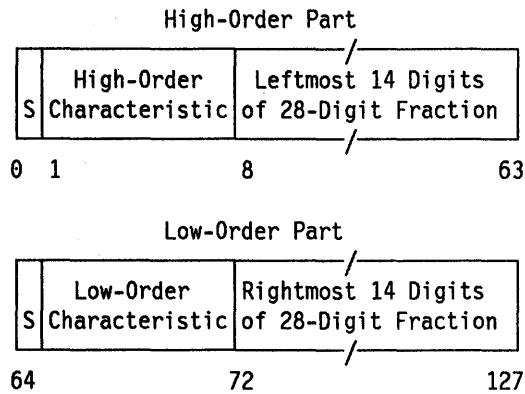 High-Order Part
High-Order Leftmost 14 Digits
S Characteristic of 28-Digit Fraction
0 1 8 63
Low-Order Part
Low-Order Rightmost 14 Digits
S Characteristic of 28-Digit Fraction
64 72 127